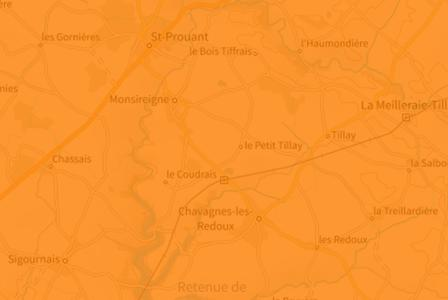 les Gornières
St-Prouant
le Bois Tiffrais
l'Haumondière
Monsireigne
La Meilleraie-Till
Tillay
le Petit Tillay
Chassais
le Coudrais
la Salbo
Chavagnes-les-
Redoux
la Treillardière
les Redoux
Sigournais
Retenue de